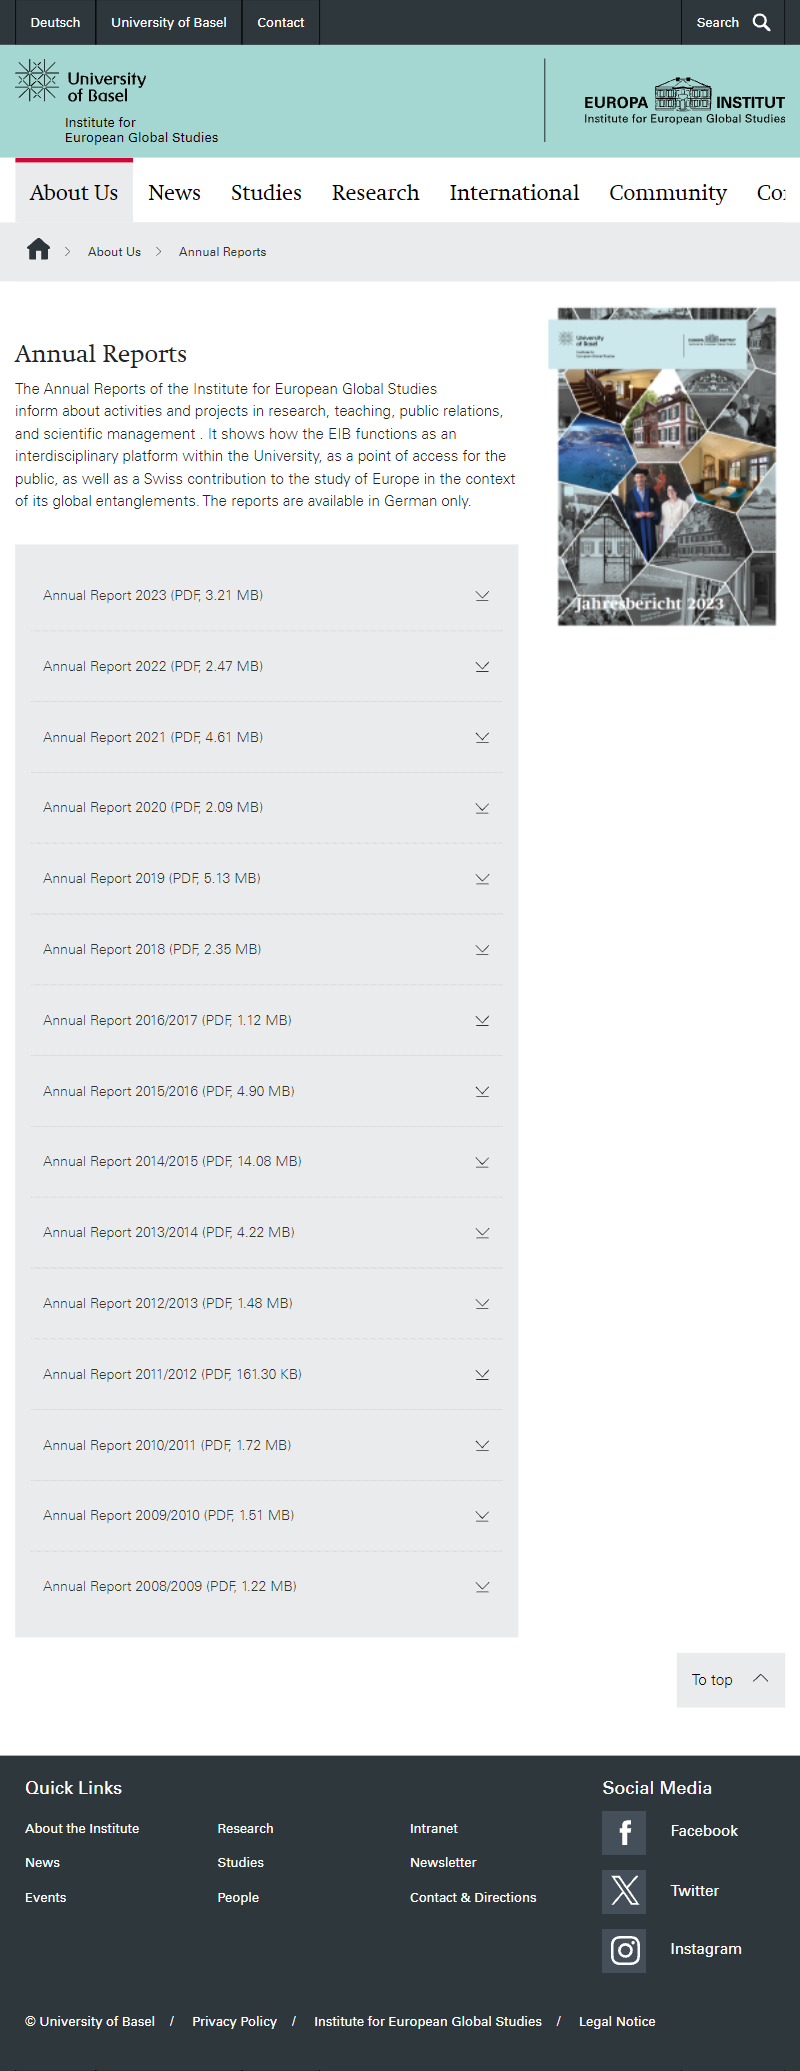 Deutsch
University of Basel
Contact
Search
University
of Basel
Institute for
European Global Studies
EUROPA INSTITUT
Institute for European Global Studies
About Us
News
Studies
Research
International
Community
About Us
Annual Reports
University
of Basel
EUROPA INSTITUT
Jahresbericht 2023
Annual Reports
The Annual Reports of the Institute for European Global Studies
inform about activities and projects in research, teaching, public relations,
and scientific management . It shows how the EIB functions as an
interdisciplinary platform within the University, as a point of access for the
public, as well as a Swiss contribution to the study of Europe in the context
of its global entanglements. The reports are available in German only.
Annual Report 2023 (PDF, 3.21 MB)
Annual Report 2022 (PDF, 2.47 MB)
Annual Report 2021 (PDF, 4.61 MB)
Annual Report 2020 (PDF, 2.09 MB)
Annual Report 2019 (PDF, 5.13 MB)
Annual Report 2018 (PDF, 2.35 MB)
Annual Report 2016/2017 (PDF, 1.12 MB)
Annual Report 2015/2016 (PDF, 4.90 MB)
Annual Report 2014/2015 (PDF, 14.08 MB)
Annual Report 2013/2014 (PDF, 4.22 MB)
Annual Report 2012/2013 (PDF, 1.48 MB)
Annual Report 2011/2012 (PDF, 161.30 KB)
Annual Report 2010/2011 (PDF, 1.72 MB)
Annual Report 2009/2010 (PDF, 1.51 MB)
Annual Report 2008/2009 (PDF, 1.22 MB)
To top
Quick Links
About the Institute
News
Events
Research
Studies
People
Intranet
Newsletter
Contact & Directions
Social Media
Facebook
Twitter
Instagram
© University of Basel / Privacy Policy / Institute for European Global Studies / Legal Notice